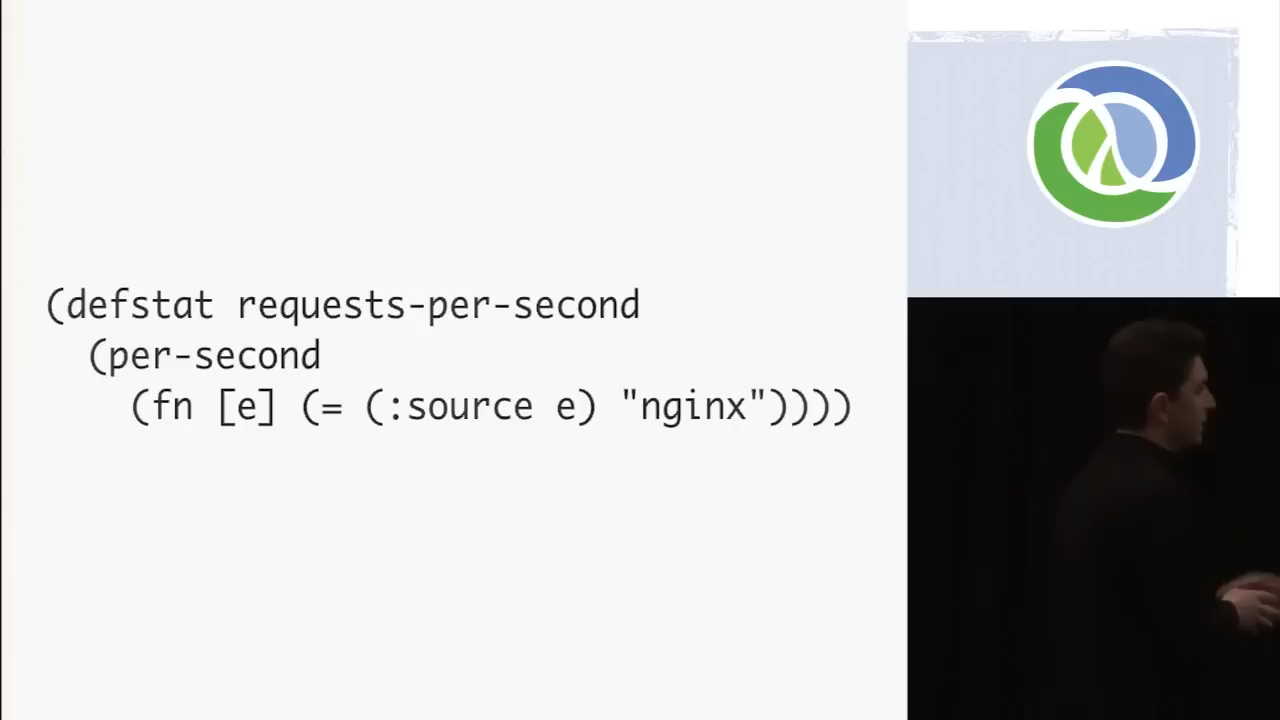 (defstat requests-per-second
(per-second
(fn [e] (= (:source e) "nginx"))))